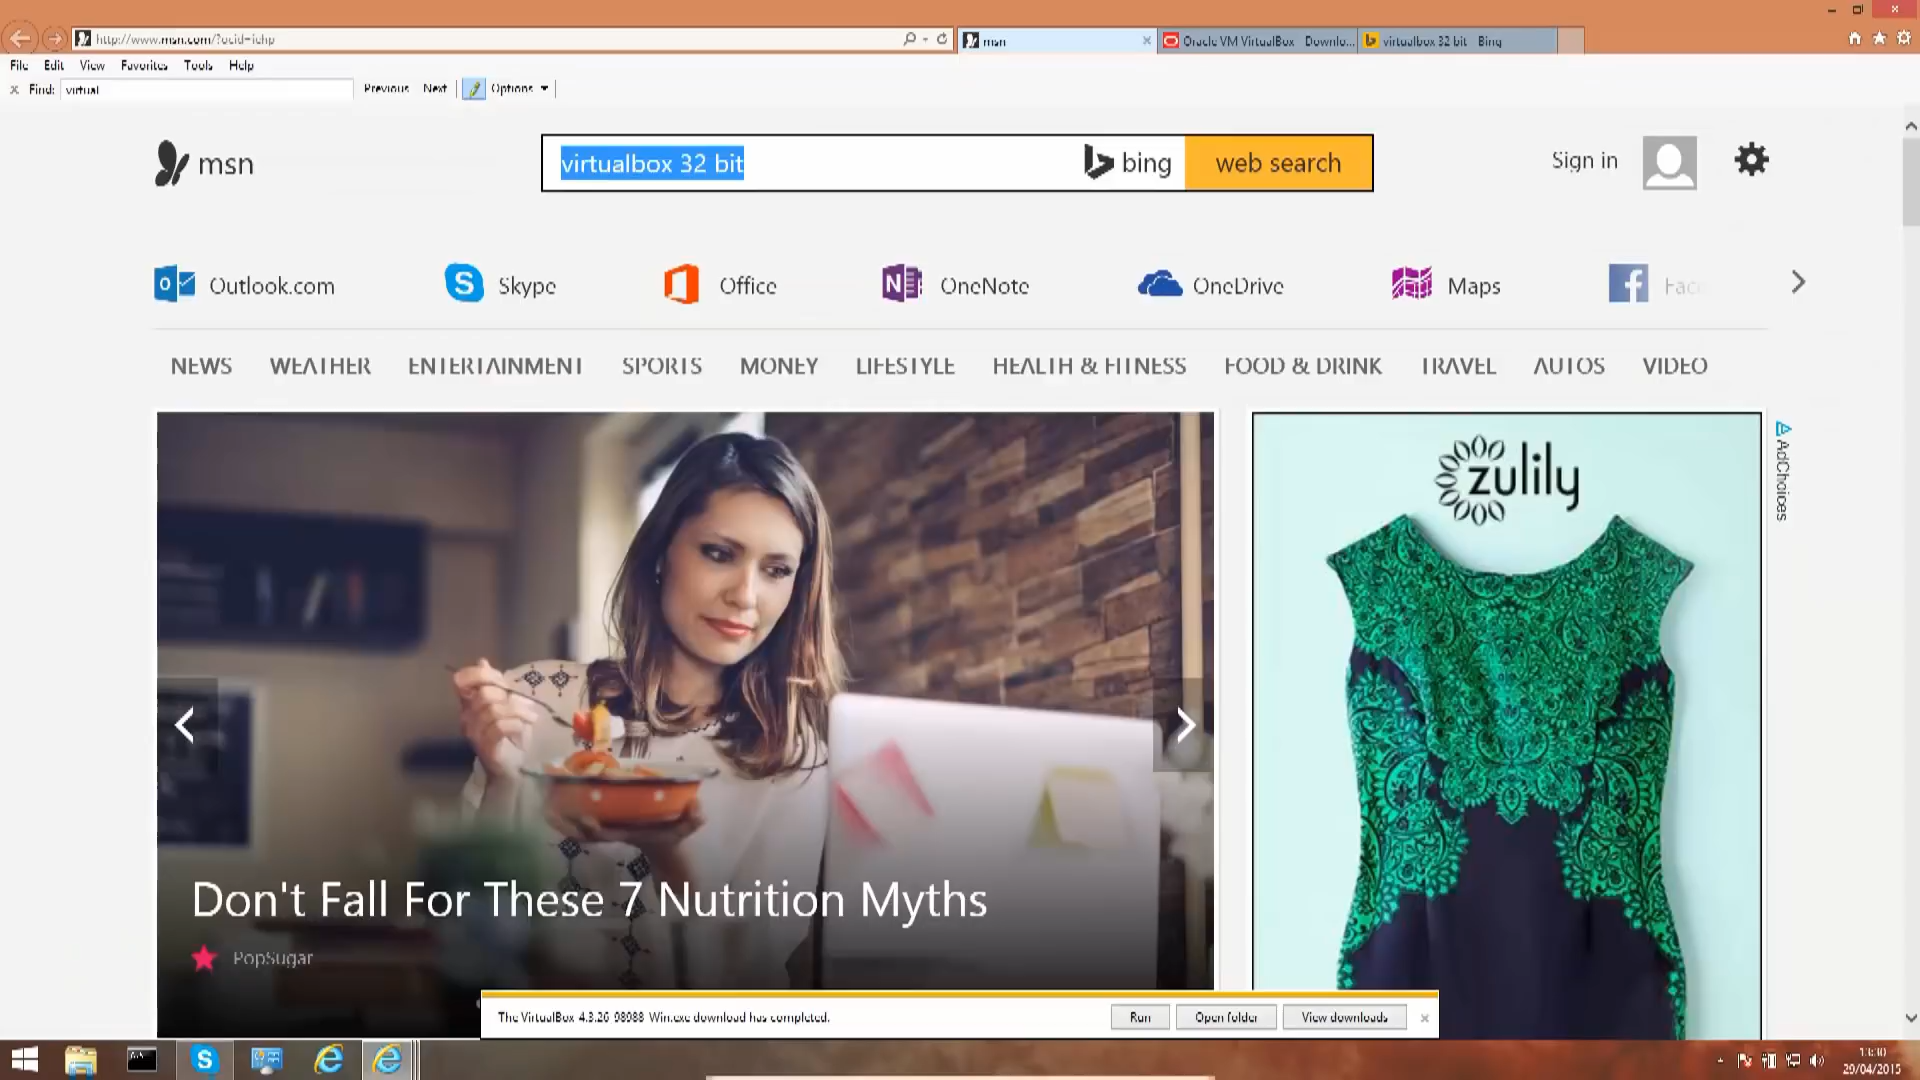 http://www.msn.com/?ocid=iehp
msn
Oracle VM VirtualBox - Downlo...
virtualbox 32 bit - Bing
File Edit View Favorites Tools Help
Find: virtual
Previous Next
Options
msn
virtualbox 32 bit
bing
web search
Sign in
Outlook.com
Skype
Office
OneNote
OneDrive
Maps
Face
NEWS WEATHER ENTERTAINMENT SPORTS MONEY LIFESTYLE HEALTH & FITNESS FOOD & DRINK TRAVEL AUTOS VIDEO
zulily
AdChoices
Don't Fall For These 7 Nutrition Myths
PopSugar
The VirtualBox-4.3.26-98988-Win.exe download has completed.
Run
Open folder
View downloads
13:30
29/04/2015